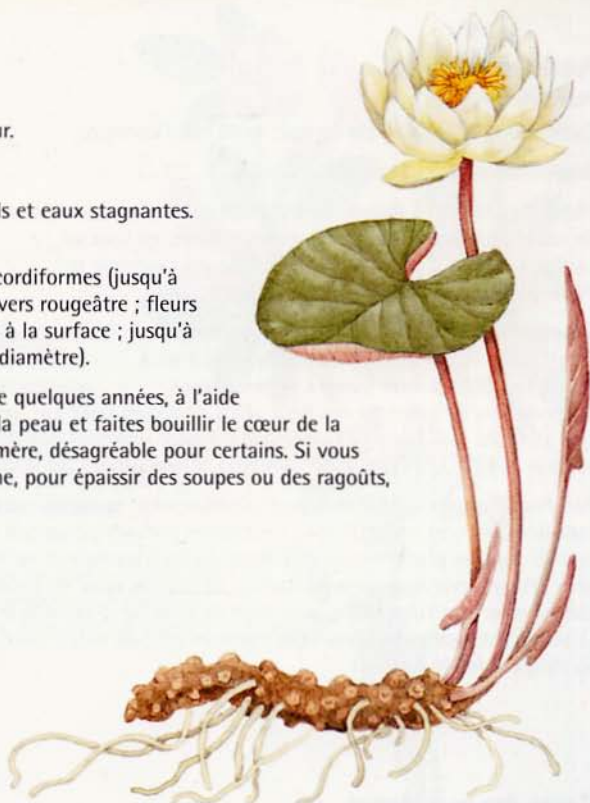 ur.
s et eaux stagnantes.
cordiformes (jusqu'à
vers rougeâtre ; fleurs
à la surface ; jusqu'à
diamètre).
e quelques années, à l'aide
la peau et faites bouillir le cœur de la
mère, désagréable pour certains. Si vous
ne, pour épaissir des soupes ou des ragoûts,